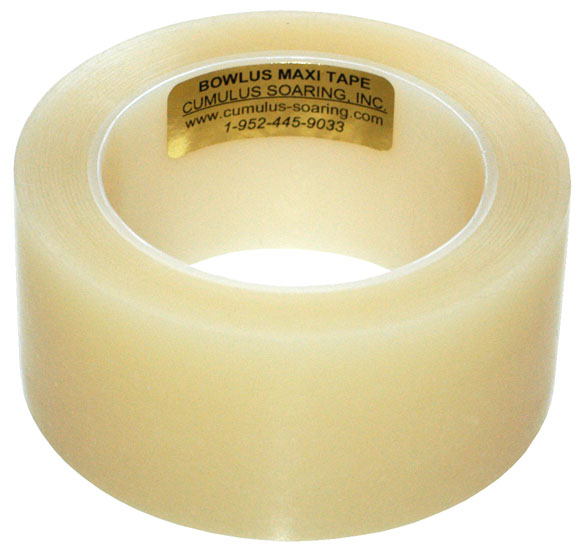 BOWLUS MAXI TAPE
CUMULUS SOARING, INC.
www.cumulus-soaring.com
1-952-445-9033